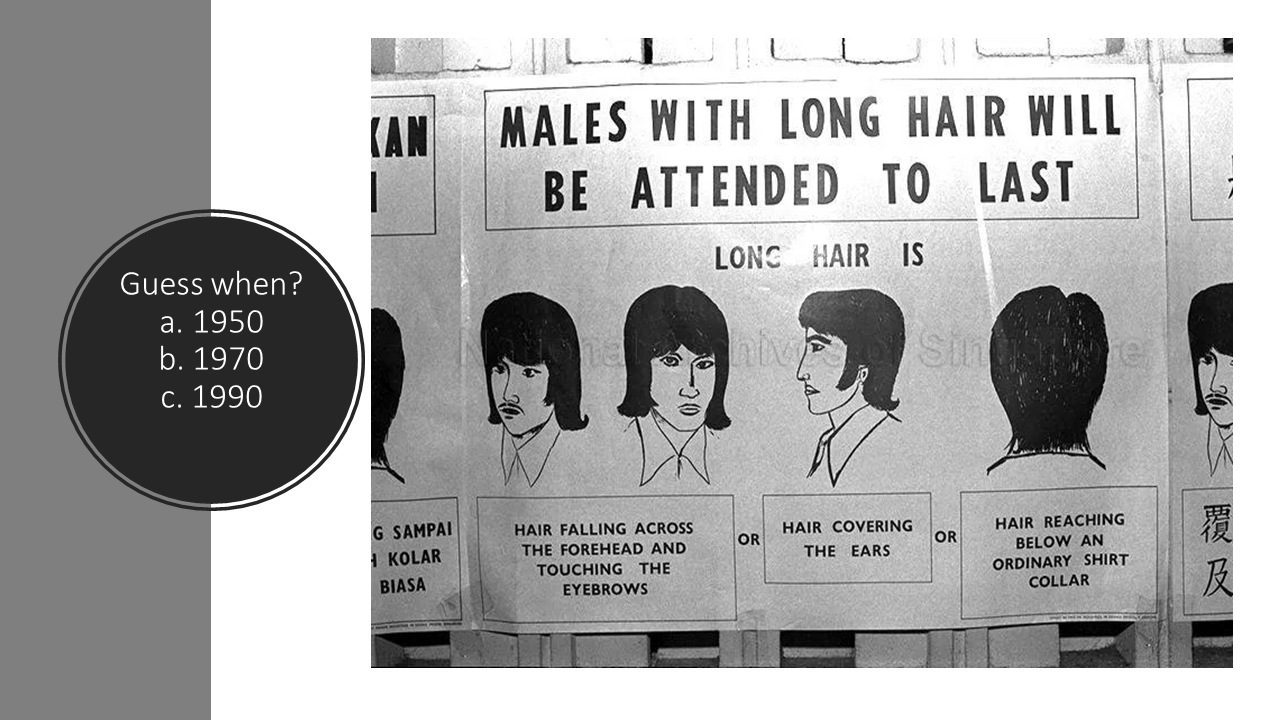 Guess when?
a. 1950
b. 1970
c. 1990
KAN
MALES WITH LONG HAIR WILL
BE ATTENDED TO LAST
LONG HAIR IS
National Archives of Singapore
G SAMPAI
H KOLAR
BIASA
HAIR FALLING ACROSS
THE FOREHEAD AND
TOUCHING THE
EYEBROWS
OR
HAIR COVERING
THE EARS
OR
HAIR REACHING
BELOW AN
ORDINARY SHIRT
COLLAR
覆
及